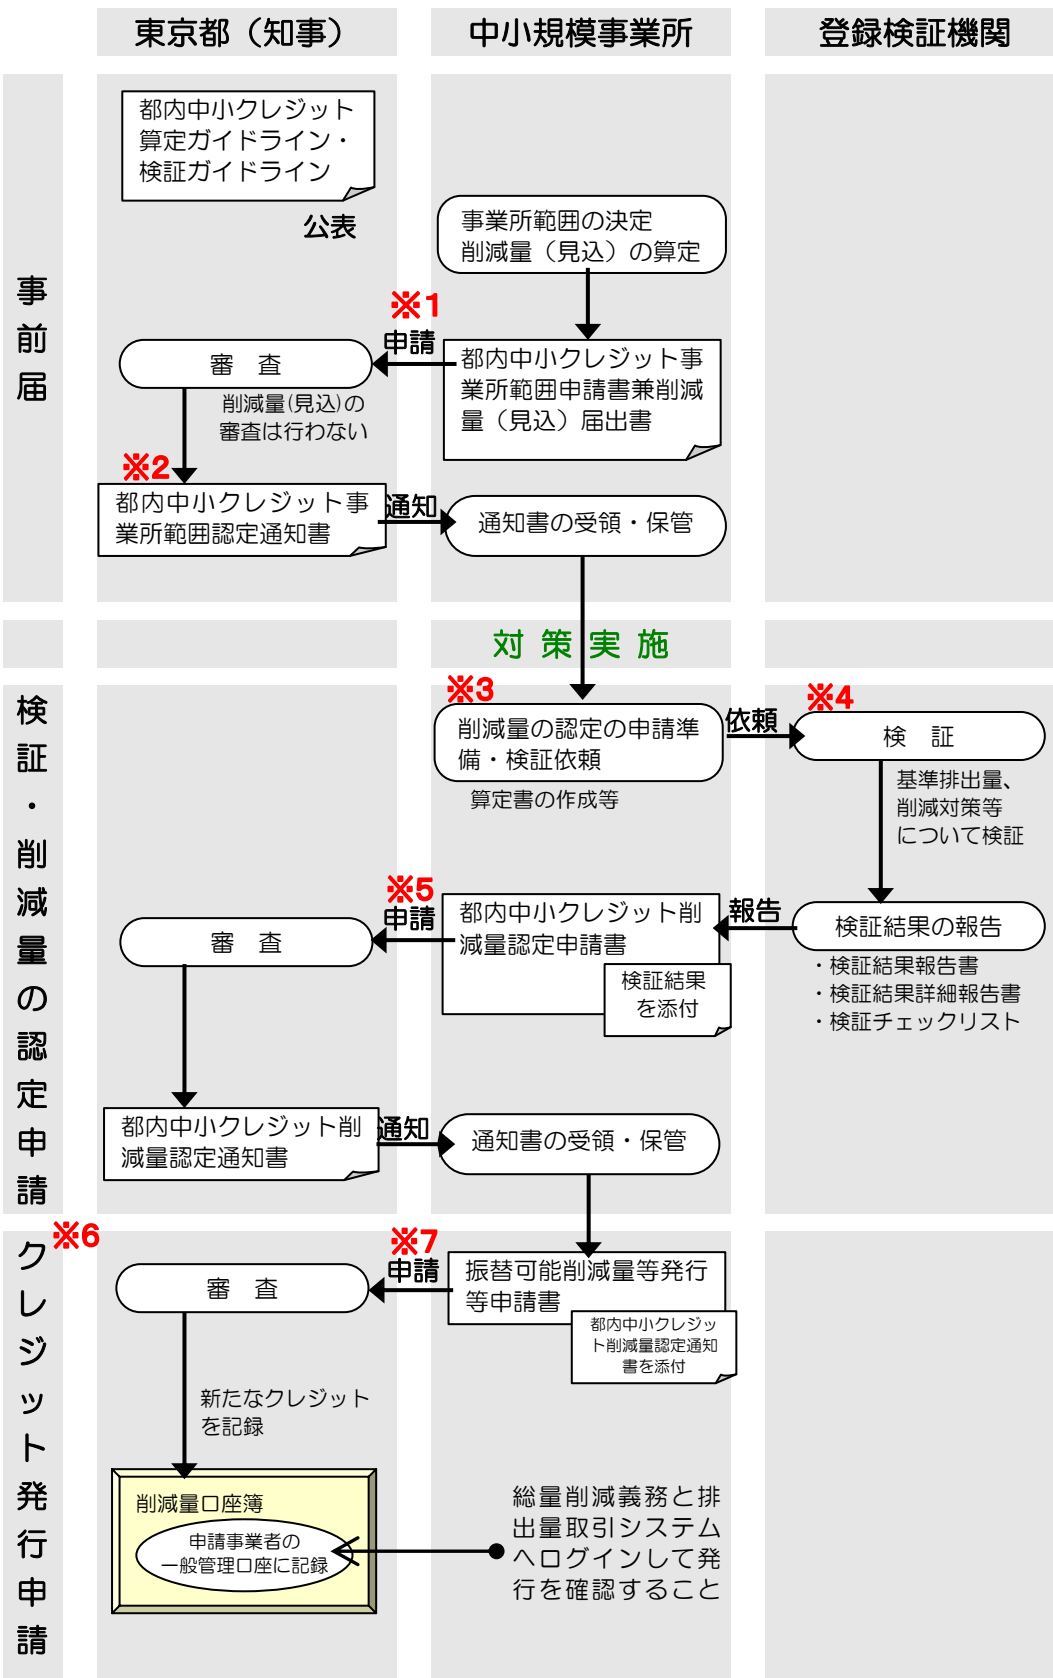 東京都（知事）
中小規模事業所
登録検証機関
事前届
都内中小クレジット
算定ガイドライン・
検証ガイドライン
公表
事業所範囲の決定
削減量（見込）の算定
※1
申請
審　査
都内中小クレジット事
業所範囲申請書兼削減
量（見込）届出書
削減量(見込)の
審査は行わない
※2
都内中小クレジット事
業所範囲認定通知書
通知
通知書の受領・保管
対策実施
検証・削減量の認定申請
※3
削減量の認定の申請準
備・検証依頼
算定書の作成等
依頼
※4
検　証
基準排出量、
削減対策等
について検証
※5
申請
審　査
都内中小クレジット削
減量認定申請書
検証結果
を添付
報告
検証結果の報告
・検証結果報告書
・検証結果詳細報告書
・検証チェックリスト
都内中小クレジット削
減量認定通知書
通知
通知書の受領・保管
クレジット発行申請
※6
※7
申請
審　査
振替可能削減量等発行
等申請書
都内中小クレジッ
ト削減量認定通知
書を添付
新たなクレジット
を記録
削減量口座簿
申請事業者の
一般管理口座に記録
総量削減義務と排
出量取引システム
へログインして発
行を確認すること